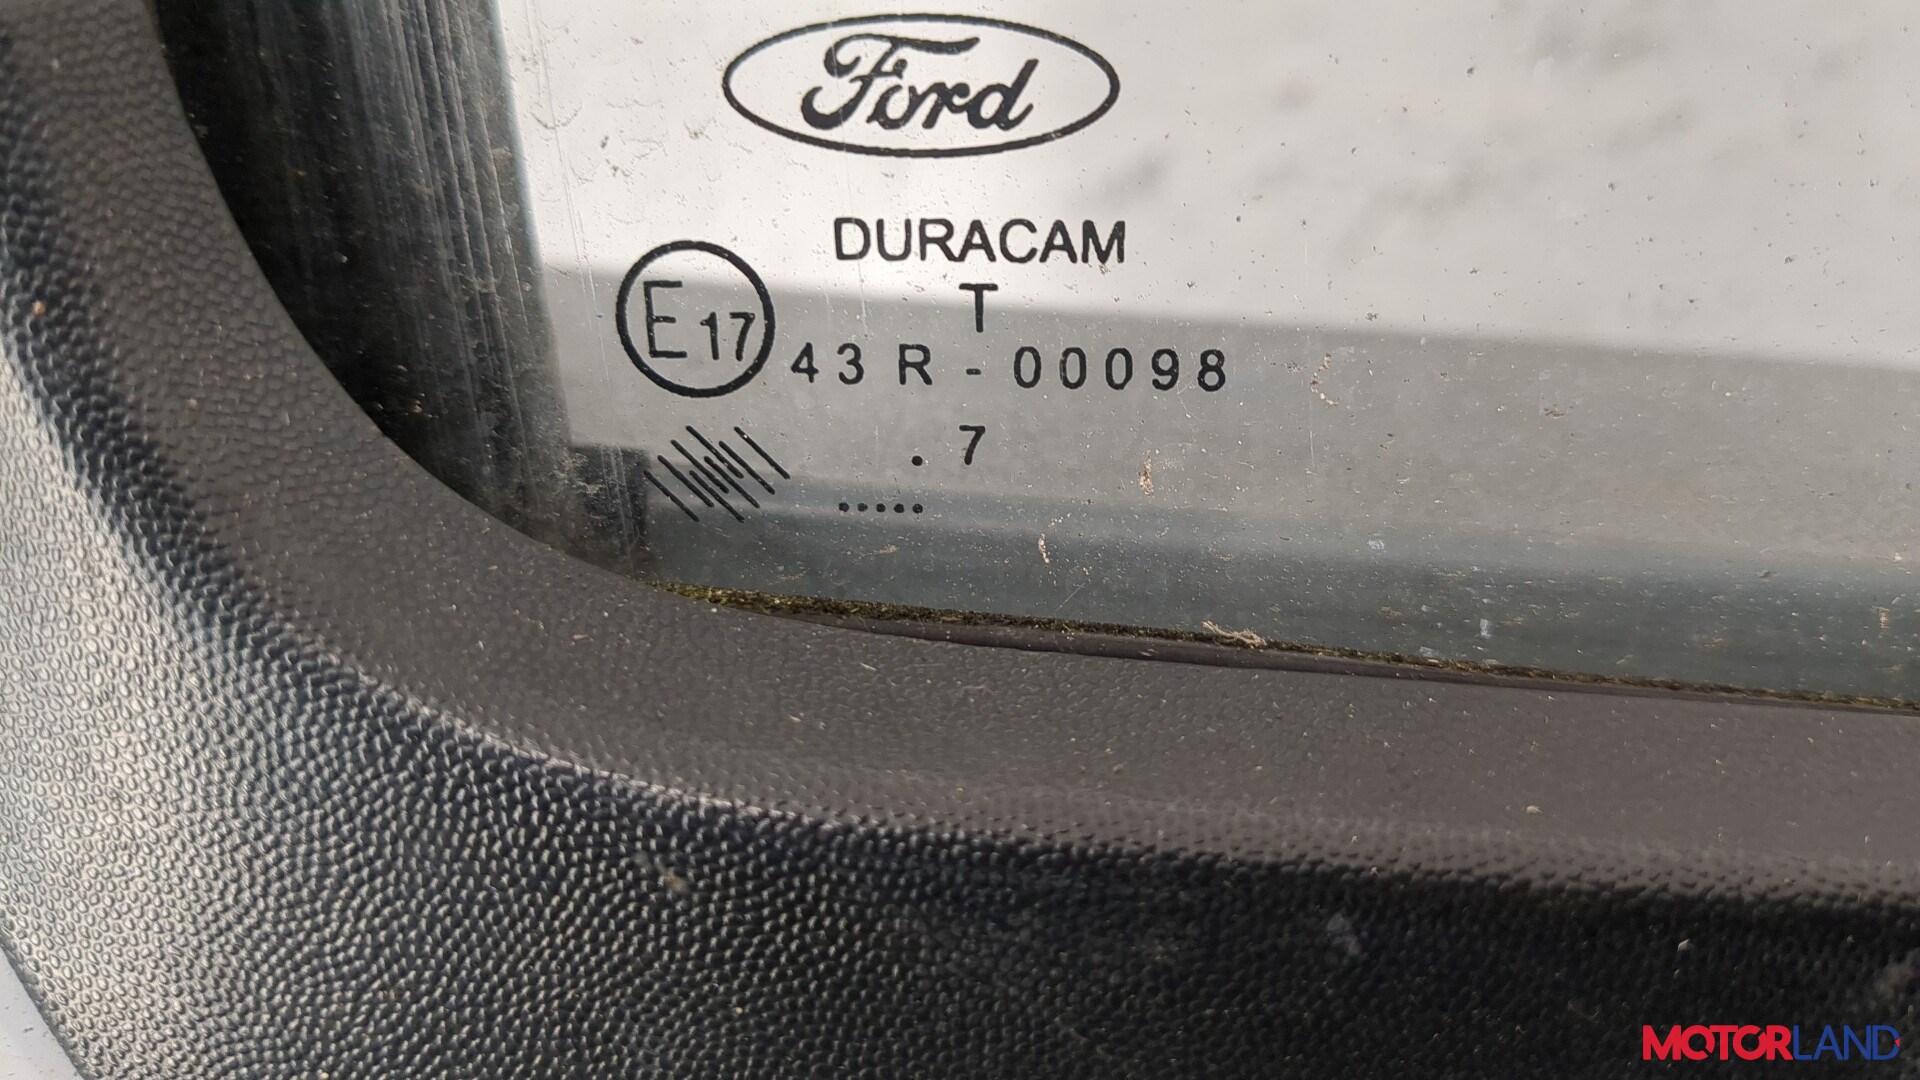 Ford
DURACAM
T
E17 43R-00098
.7
.....
MOTORLAND